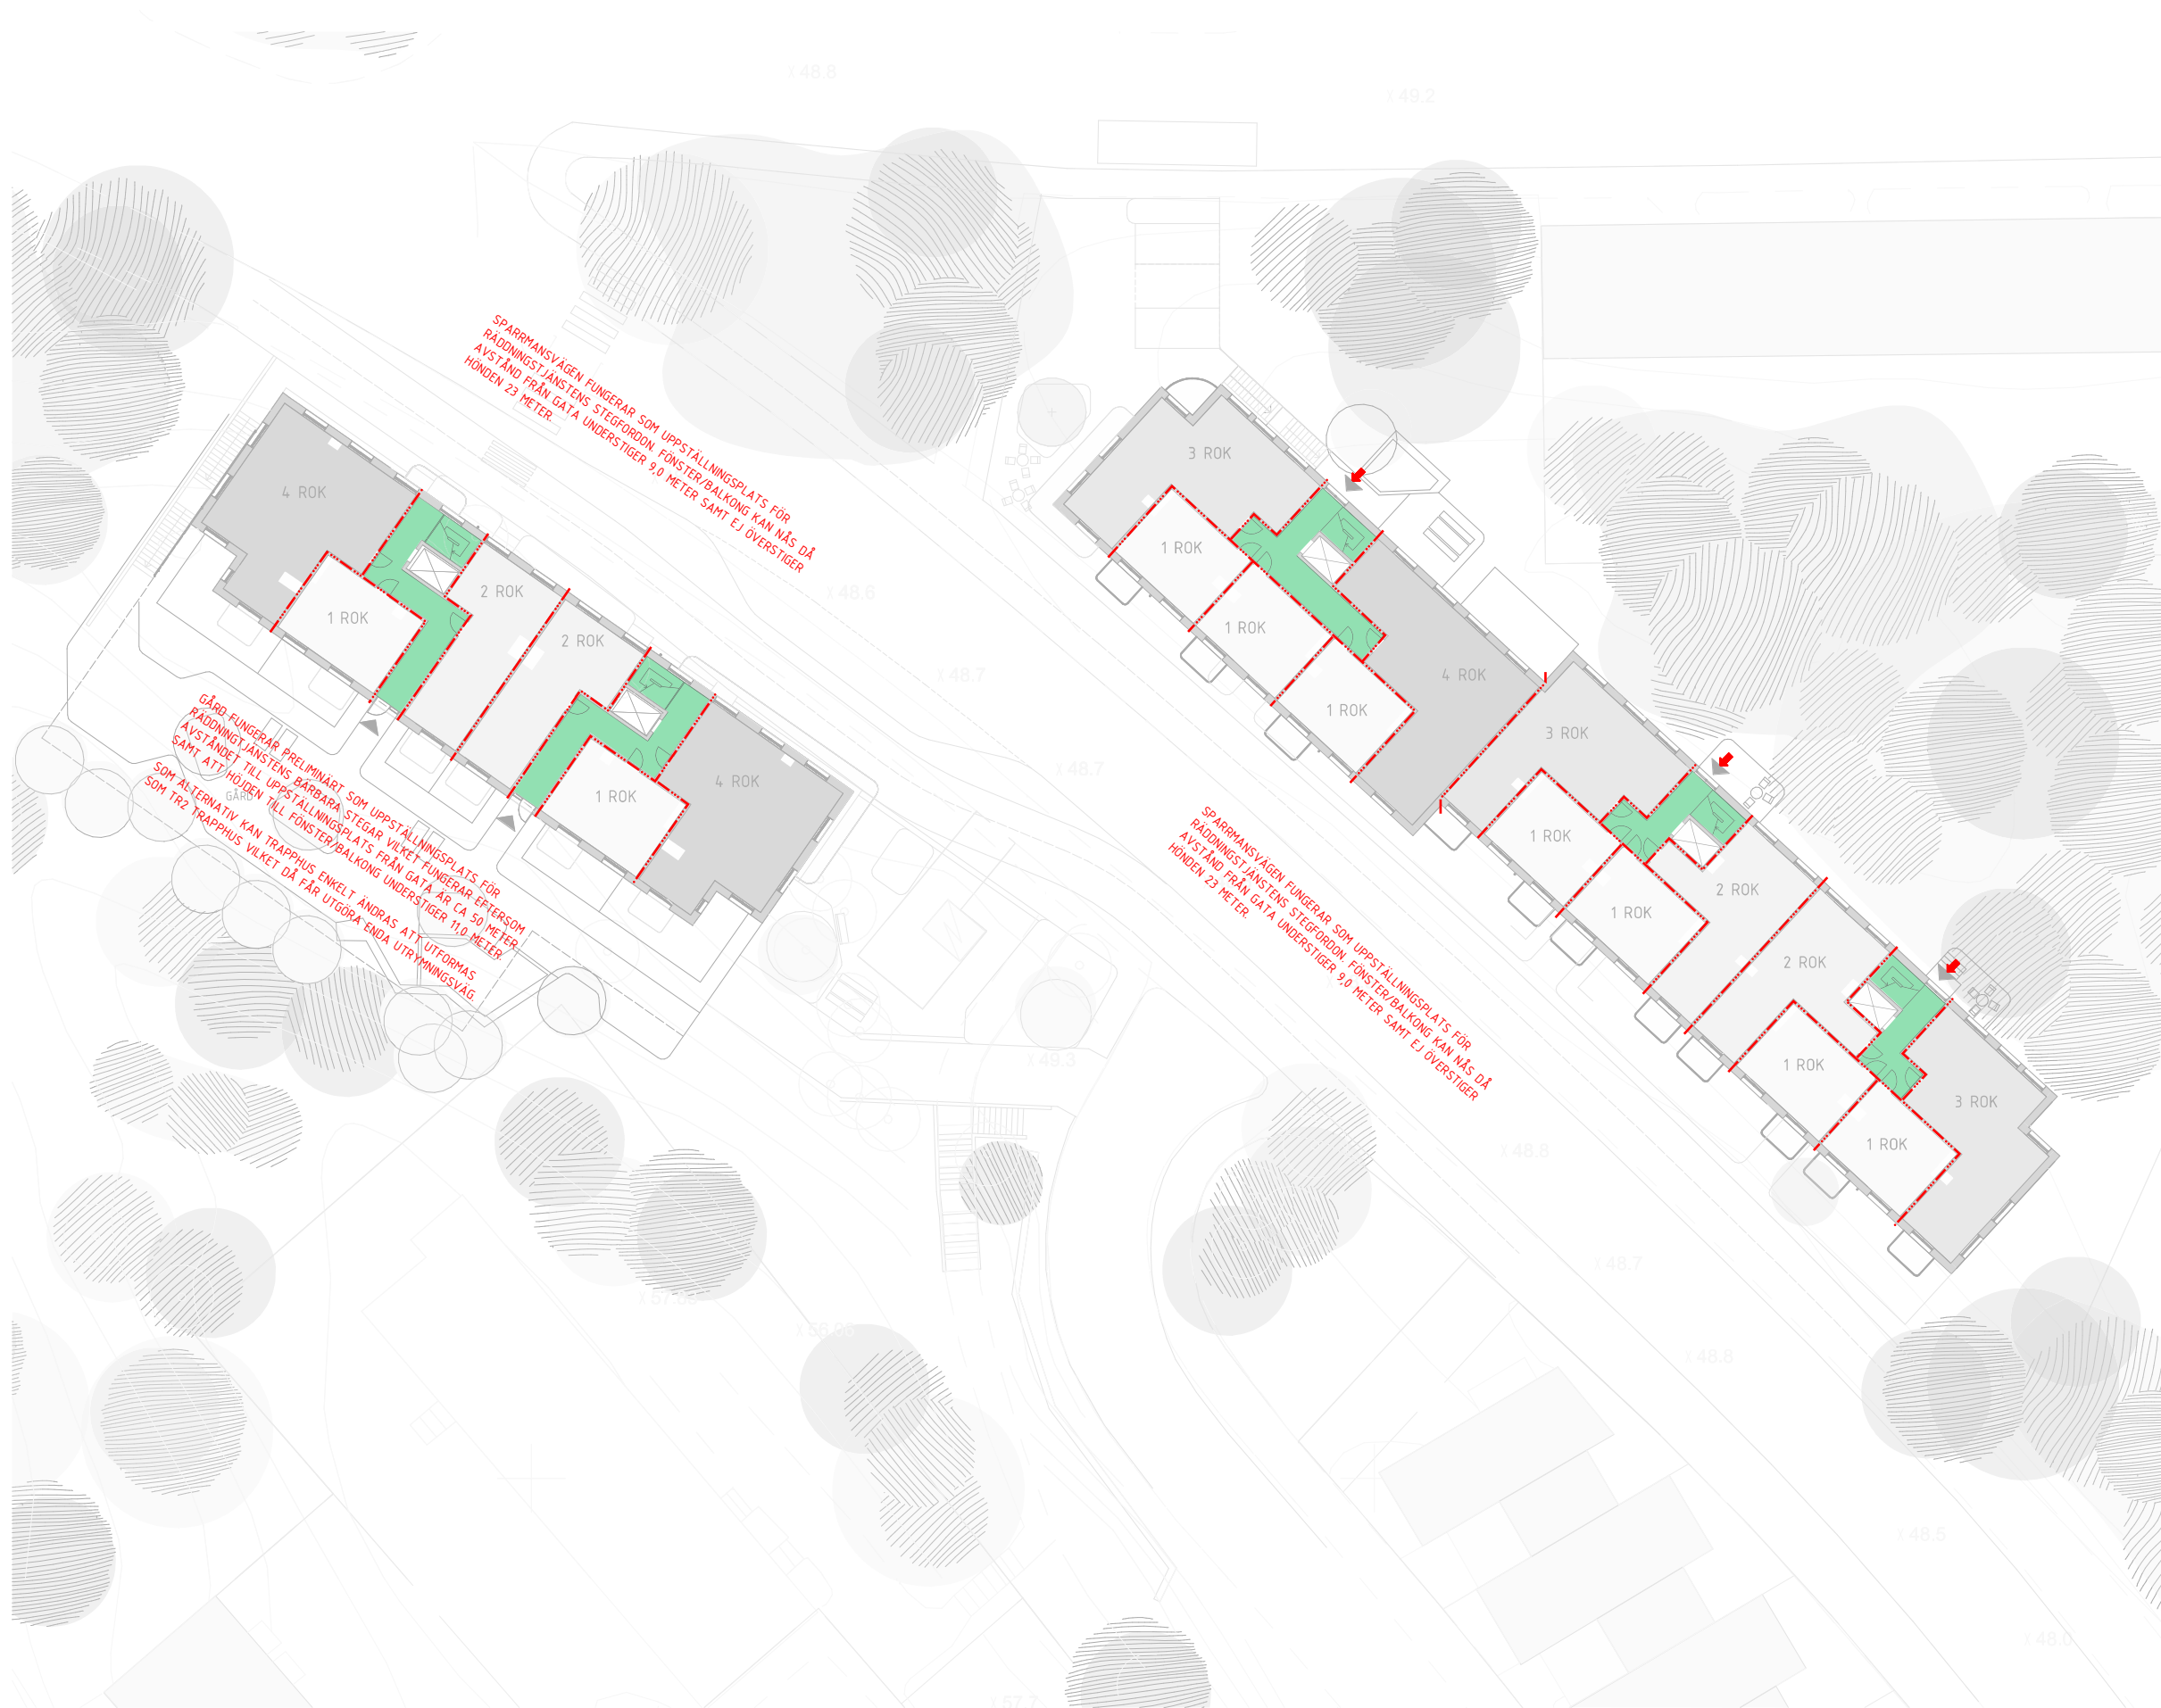 X 48.8
X 49.2
SPARRMANSVÄGEN FUNGERAR SOM UPPSTÄLLNINGSPLATS FÖR
RÄDDNINGSTJÄNSTENS STEGFORDON. FÖNSTER/BALKONG KAN NÅS DÅ
AVSTÅND FRÅN GATA UNDERSTIGER 9,0 METER SAMT EJ ÖVERSTIGER
HÖNDEN 23 METER.
4 ROK
1 ROK
2 ROK
2 ROK
1 ROK
4 ROK
X 48.6
X 48.7
X 48.7
3 ROK
1 ROK
1 ROK
1 ROK
4 ROK
3 ROK
1 ROK
1 ROK
2 ROK
2 ROK
1 ROK
1 ROK
3 ROK
GÅRD FUNGERAR PRELIMINÄRT SOM UPPSTÄLLNINGSPLATS FÖR
RÄDDNINGTJÄNSTENS BÄRBARA STEGAR VILKET FUNGERAR EFTERSOM
AVSTÅNDET TILL UPPSTÄLLNINGSPLATS FRÅN GATA ÄR CA 50 METER
SAMT ATT HÖJDEN TILL FÖNSTER/BALKONG UNDERSTIGER 11,0 METER.
GÅRD
SOM ALTERNATIV KAN TRAPPHUS ENKELT ÄNDRAS ATT UTFORMAS
SOM TR2 TRAPPHUS VILKET DÅ FÅR UTGÖRA ENDA UTRYMNINGSVÄG.
SPARRMANSVÄGEN FUNGERAR SOM UPPSTÄLLNINGSPLATS FÖR
RÄDDNINGSTJÄNSTENS STEGFORDON. FÖNSTER/BALKONG KAN NÅS DÅ
AVSTÅND FRÅN GATA UNDERSTIGER 9,0 METER SAMT EJ ÖVERSTIGER
HÖNDEN 23 METER.
X 49.3
X 48.8
X 48.7
X 48.8
X 48.5
X 48.0
X 57.7